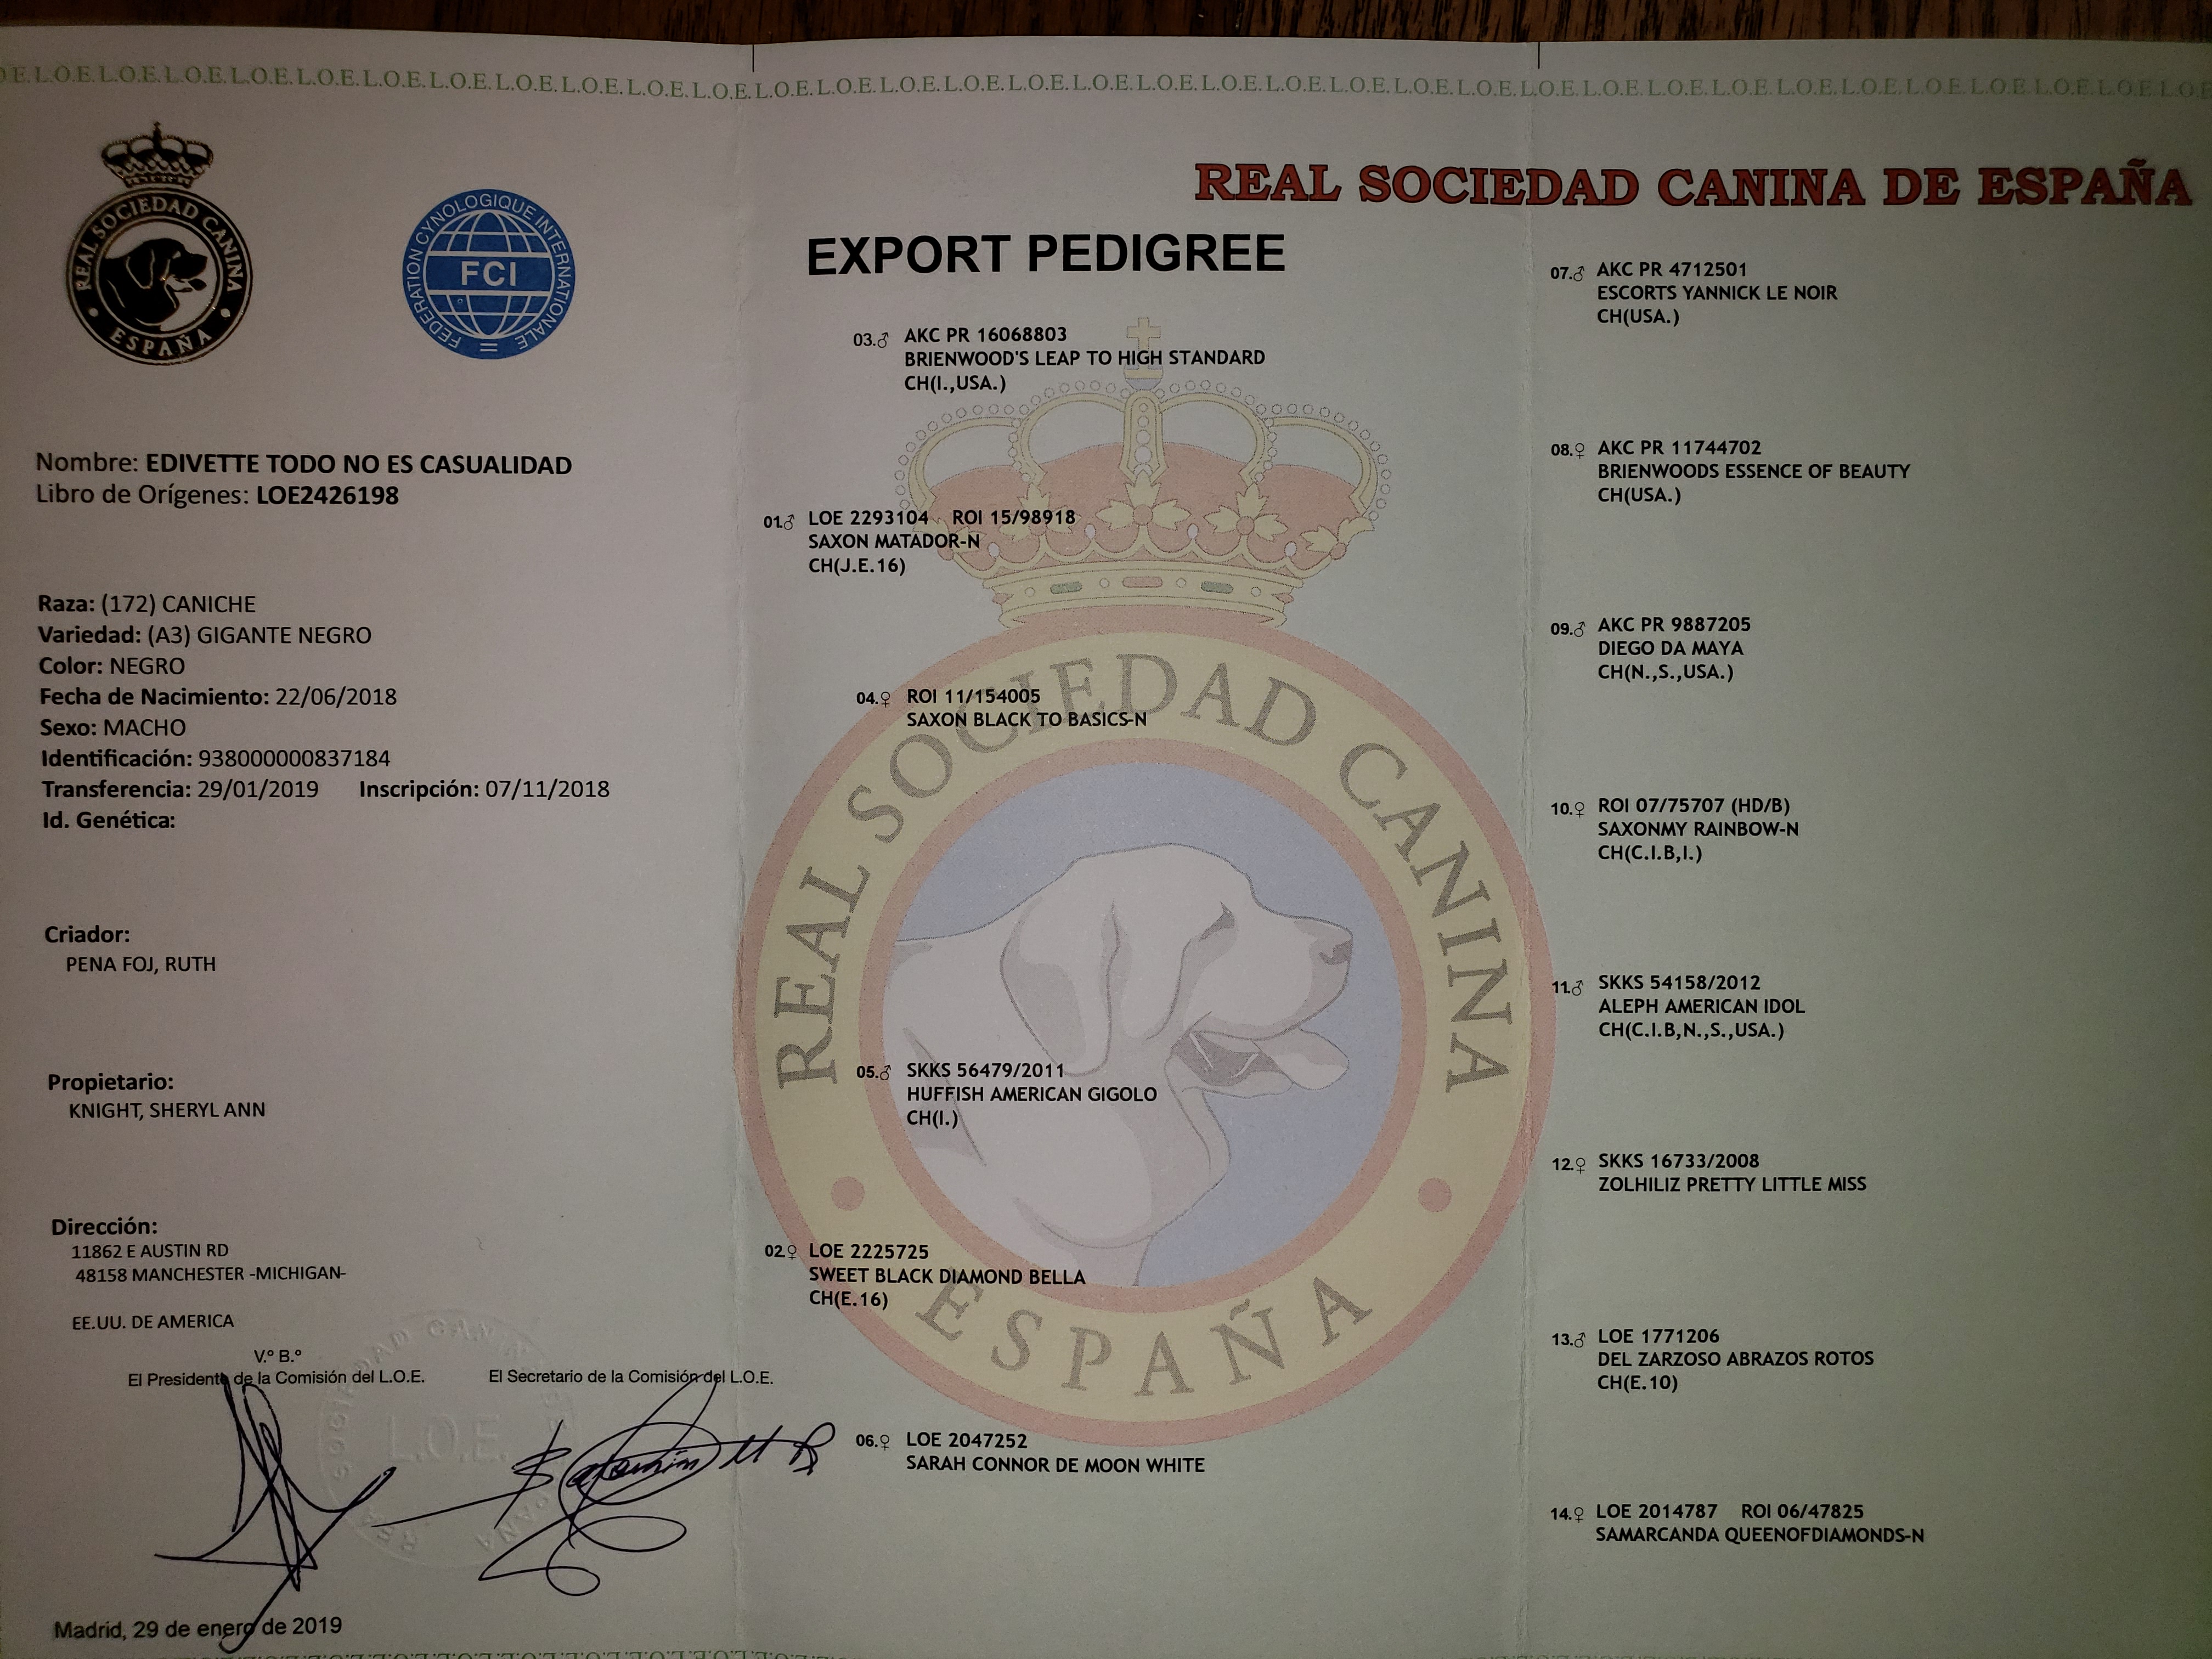 L.O.E. L.O.E. L.O.E. L.O.E. L.O.E. L.O.E. L.O.E. L.O.E. L.O.E. L.O.E. L.O.E. L.O.E. L.O.E. L.O.E. L.O.E. L.O.E. L.O.E. L.O.E. L.O.E. L.O.E. L.O.E. L.O.E. L.O.E. L.O.E. L.O.E. L.O.E. L.O.E. L.O.E. L.O.E. L.O.E. L.O.E. L.O.E.
REAL SOCIEDAD CANINA
ESPAÑA
FEDERATION CYNOLOGIQUE INTERNATIONALE
FCI
REAL SOCIEDAD CANINA DE ESPAÑA
EXPORT PEDIGREE
Nombre: EDIVETTE TODO NO ES CASUALIDAD
Libro de Orígenes: LOE2426198
Raza: (172) CANICHE
Variedad: (A3) GIGANTE NEGRO
Color: NEGRO
Fecha de Nacimiento: 22/06/2018
Sexo: MACHO
Identificación: 938000000837184
Transferencia: 29/01/2019 Inscripción: 07/11/2018
Id. Genética:
Criador:
PENA FOJ, RUTH
Propietario:
KNIGHT, SHERYL ANN
Dirección:
11862 E AUSTIN RD
48158 MANCHESTER -MICHIGAN-
EE.UU. DE AMERICA
V.º B.º
El Presidente de la Comisión del L.O.E. El Secretario de la Comisión del L.O.E.
L.O.E.
Madrid, 29 de enero de 2019
03.♂ AKC PR 16068803
BRIENWOOD'S LEAP TO HIGH STANDARD
CH(I.,USA.)
01.♂ LOE 2293104 ROI 15/98918
SAXON MATADOR-N
CH(J.E.16)
04.♀ ROI 11/154005
SAXON BLACK TO BASICS-N
REAL SOCIEDAD CANINA
ESPAÑA
05.♂ SKKS 56479/2011
HUFFISH AMERICAN GIGOLO
CH(I.)
02.♀ LOE 2225725
SWEET BLACK DIAMOND BELLA
CH(E.16)
06.♀ LOE 2047252
SARAH CONNOR DE MOON WHITE
07.♂ AKC PR 4712501
ESCORTS YANNICK LE NOIR
CH(USA.)
08.♀ AKC PR 11744702
BRIENWOODS ESSENCE OF BEAUTY
CH(USA.)
09.♂ AKC PR 9887205
DIEGO DA MAYA
CH(N.,S.,USA.)
10.♀ ROI 07/75707 (HD/B)
SAXONMY RAINBOW-N
CH(C.I.B,I.)
11.♂ SKKS 54158/2012
ALEPH AMERICAN IDOL
CH(C.I.B,N.,S.,USA.)
12.♀ SKKS 16733/2008
ZOLHILIZ PRETTY LITTLE MISS
13.♂ LOE 1771206
DEL ZARZOSO ABRAZOS ROTOS
CH(E.10)
14.♀ LOE 2014787 ROI 06/47825
SAMARCANDA QUEENOFDIAMONDS-N